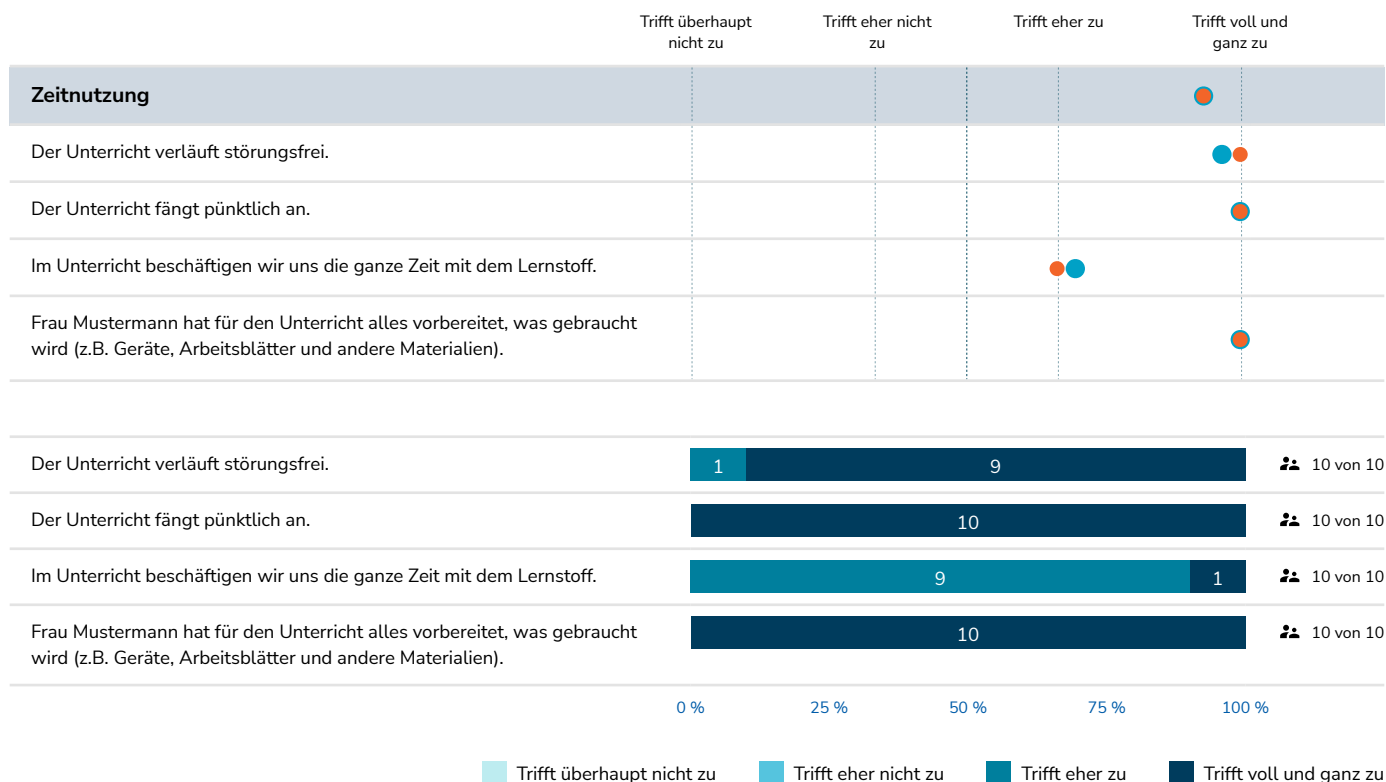 Trifft überhaupt nicht zu
Trifft eher nicht zu
Trifft eher zu
Trifft voll und ganz zu
Zeitnutzung
Der Unterricht verläuft störungsfrei.
Der Unterricht fängt pünktlich an.
Im Unterricht beschäftigen wir uns die ganze Zeit mit dem Lernstoff.
Frau Mustermann hat für den Unterricht alles vorbereitet, was gebraucht
wird (z.B. Geräte, Arbeitsblätter und andere Materialien).
Der Unterricht verläuft störungsfrei. 1 9 10 von 10
Der Unterricht fängt pünktlich an. 10 10 von 10
Im Unterricht beschäftigen wir uns die ganze Zeit mit dem Lernstoff. 9 1 10 von 10
Frau Mustermann hat für den Unterricht alles vorbereitet, was gebraucht 10 10 von 10
wird (z.B. Geräte, Arbeitsblätter und andere Materialien).
0 % 25 % 50 % 75 % 100 %
Trifft überhaupt nicht zu Trifft eher nicht zu Trifft eher zu Trifft voll und ganz zu